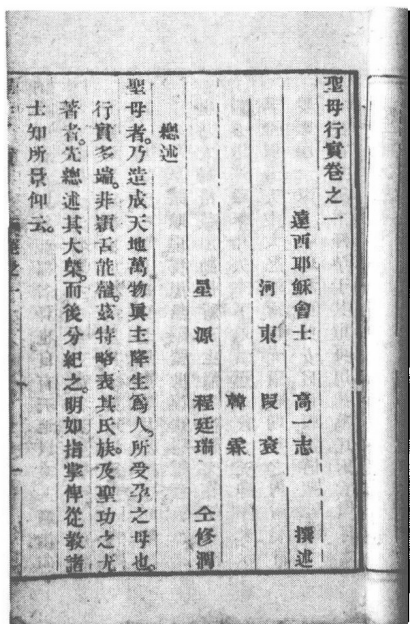 聖母行實卷之一
遠西耶穌會士 高一志 撰述
河東 段袞
韓霖
星源 程廷瑞 仝修潤
總述
聖母者。乃造成天地萬物真主降生爲人。所受孕之母也。
行實多端。非穎舌能罄。茲特略表其氏族。及聖功之尤
著者。先總述其大槩。而後分紀之。明如指掌。俾從敎諸
士知所景仰云。